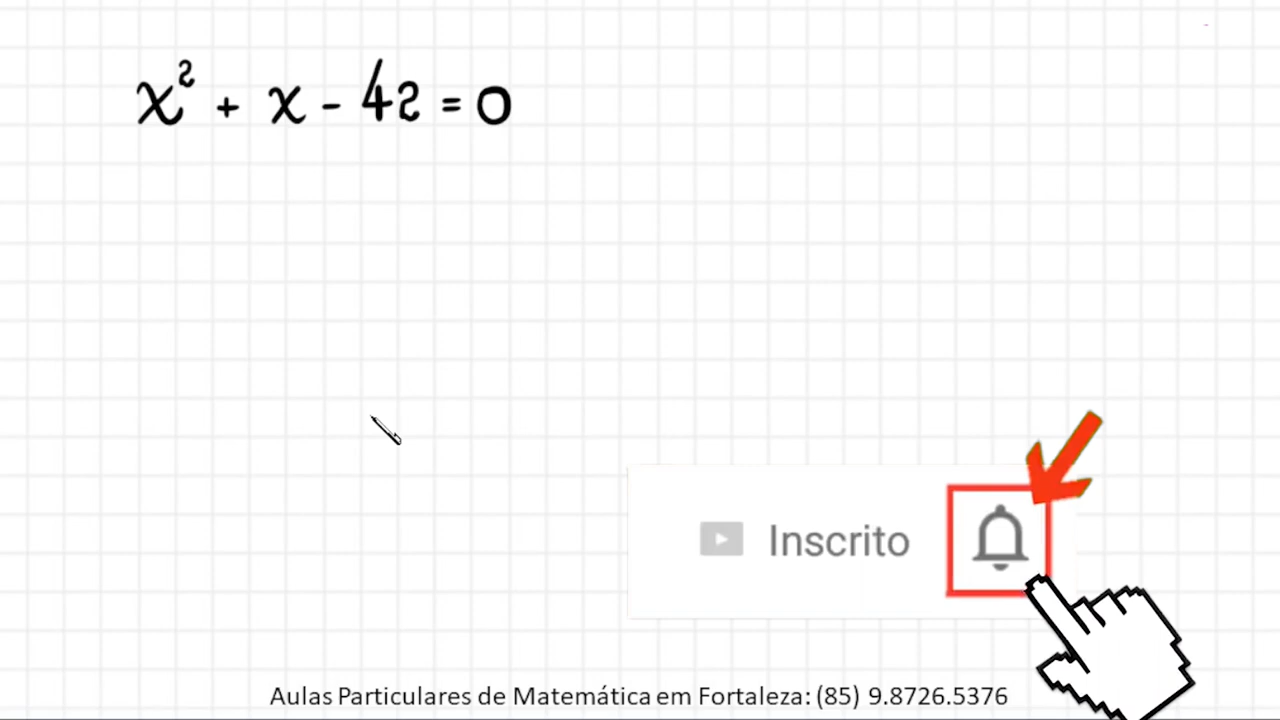 x² + x - 42 = 0
Inscrito
Aulas Particulares de Matemática em Fortaleza: (85) 9.8726.5376